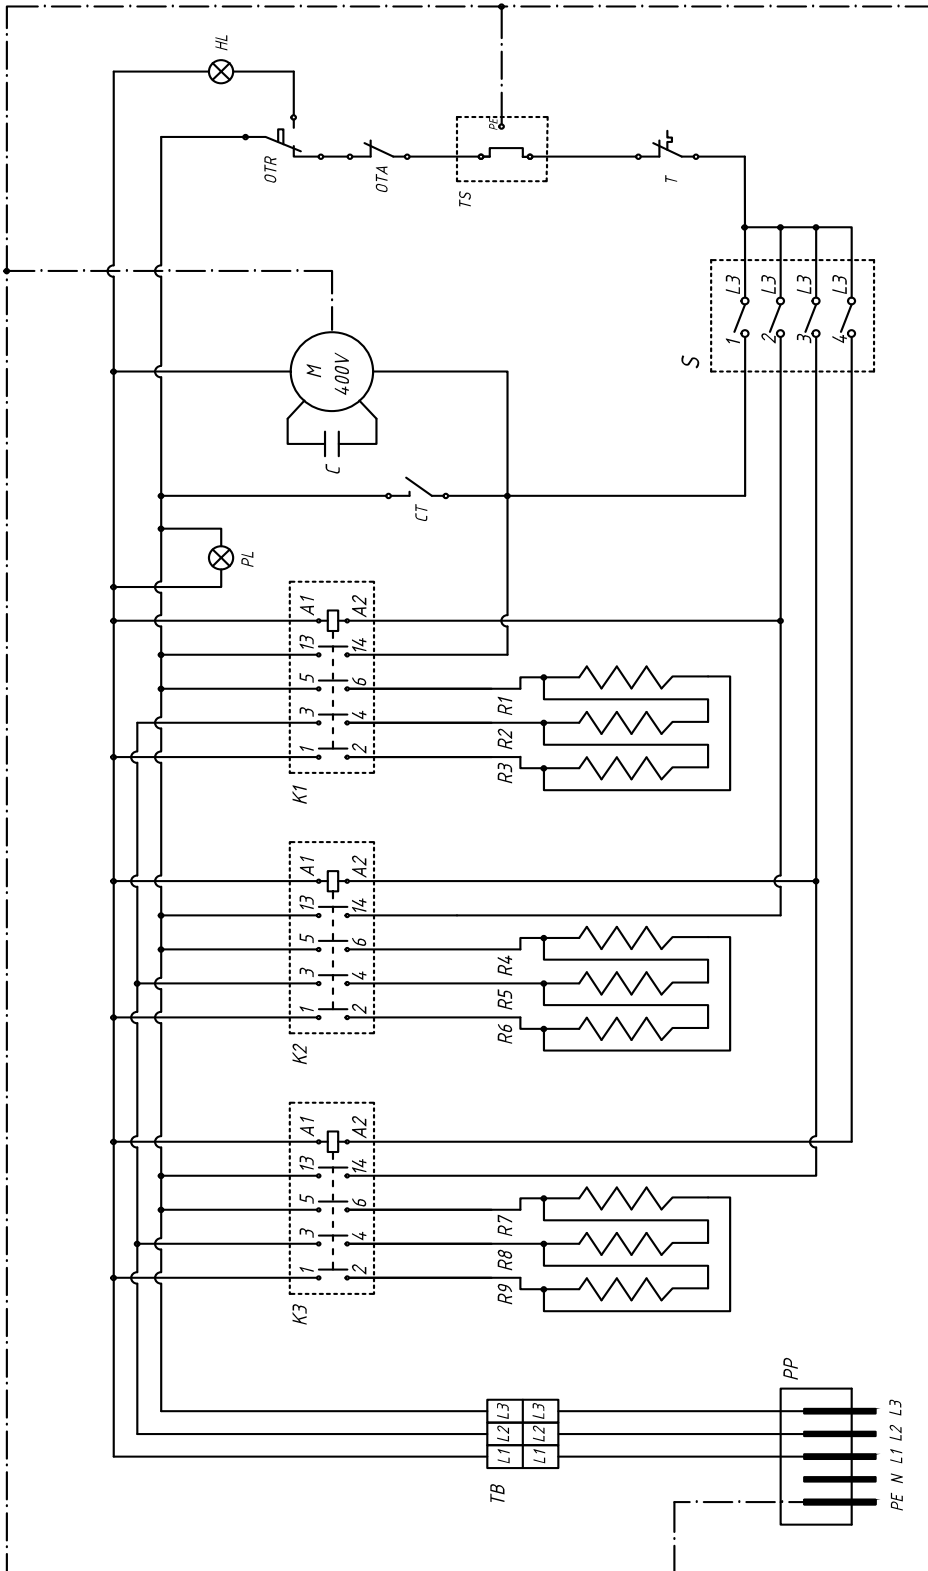 HL
OTR
OTA
TS
PE
T
S
1 L3
2 L3
3 L3
4 L3
M
400V
C
CT
PL
K1
A1 A2
13 14
5 6
3 4
1 2
R1
R2
R3
K2
A1 A2
13 14
5 6
3 4
1 2
R4
R5
R6
K3
A1 A2
13 14
5 6
3 4
1 2
R7
R8
R9
TB
L1 L2 L3
L1 L2 L3
PP
PE N L1 L2 L3